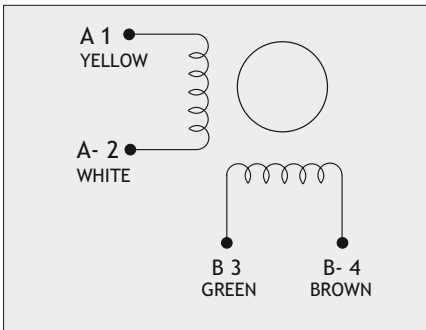 A 1
YELLOW
A- 2
WHITE
B 3
GREEN
B- 4
BROWN